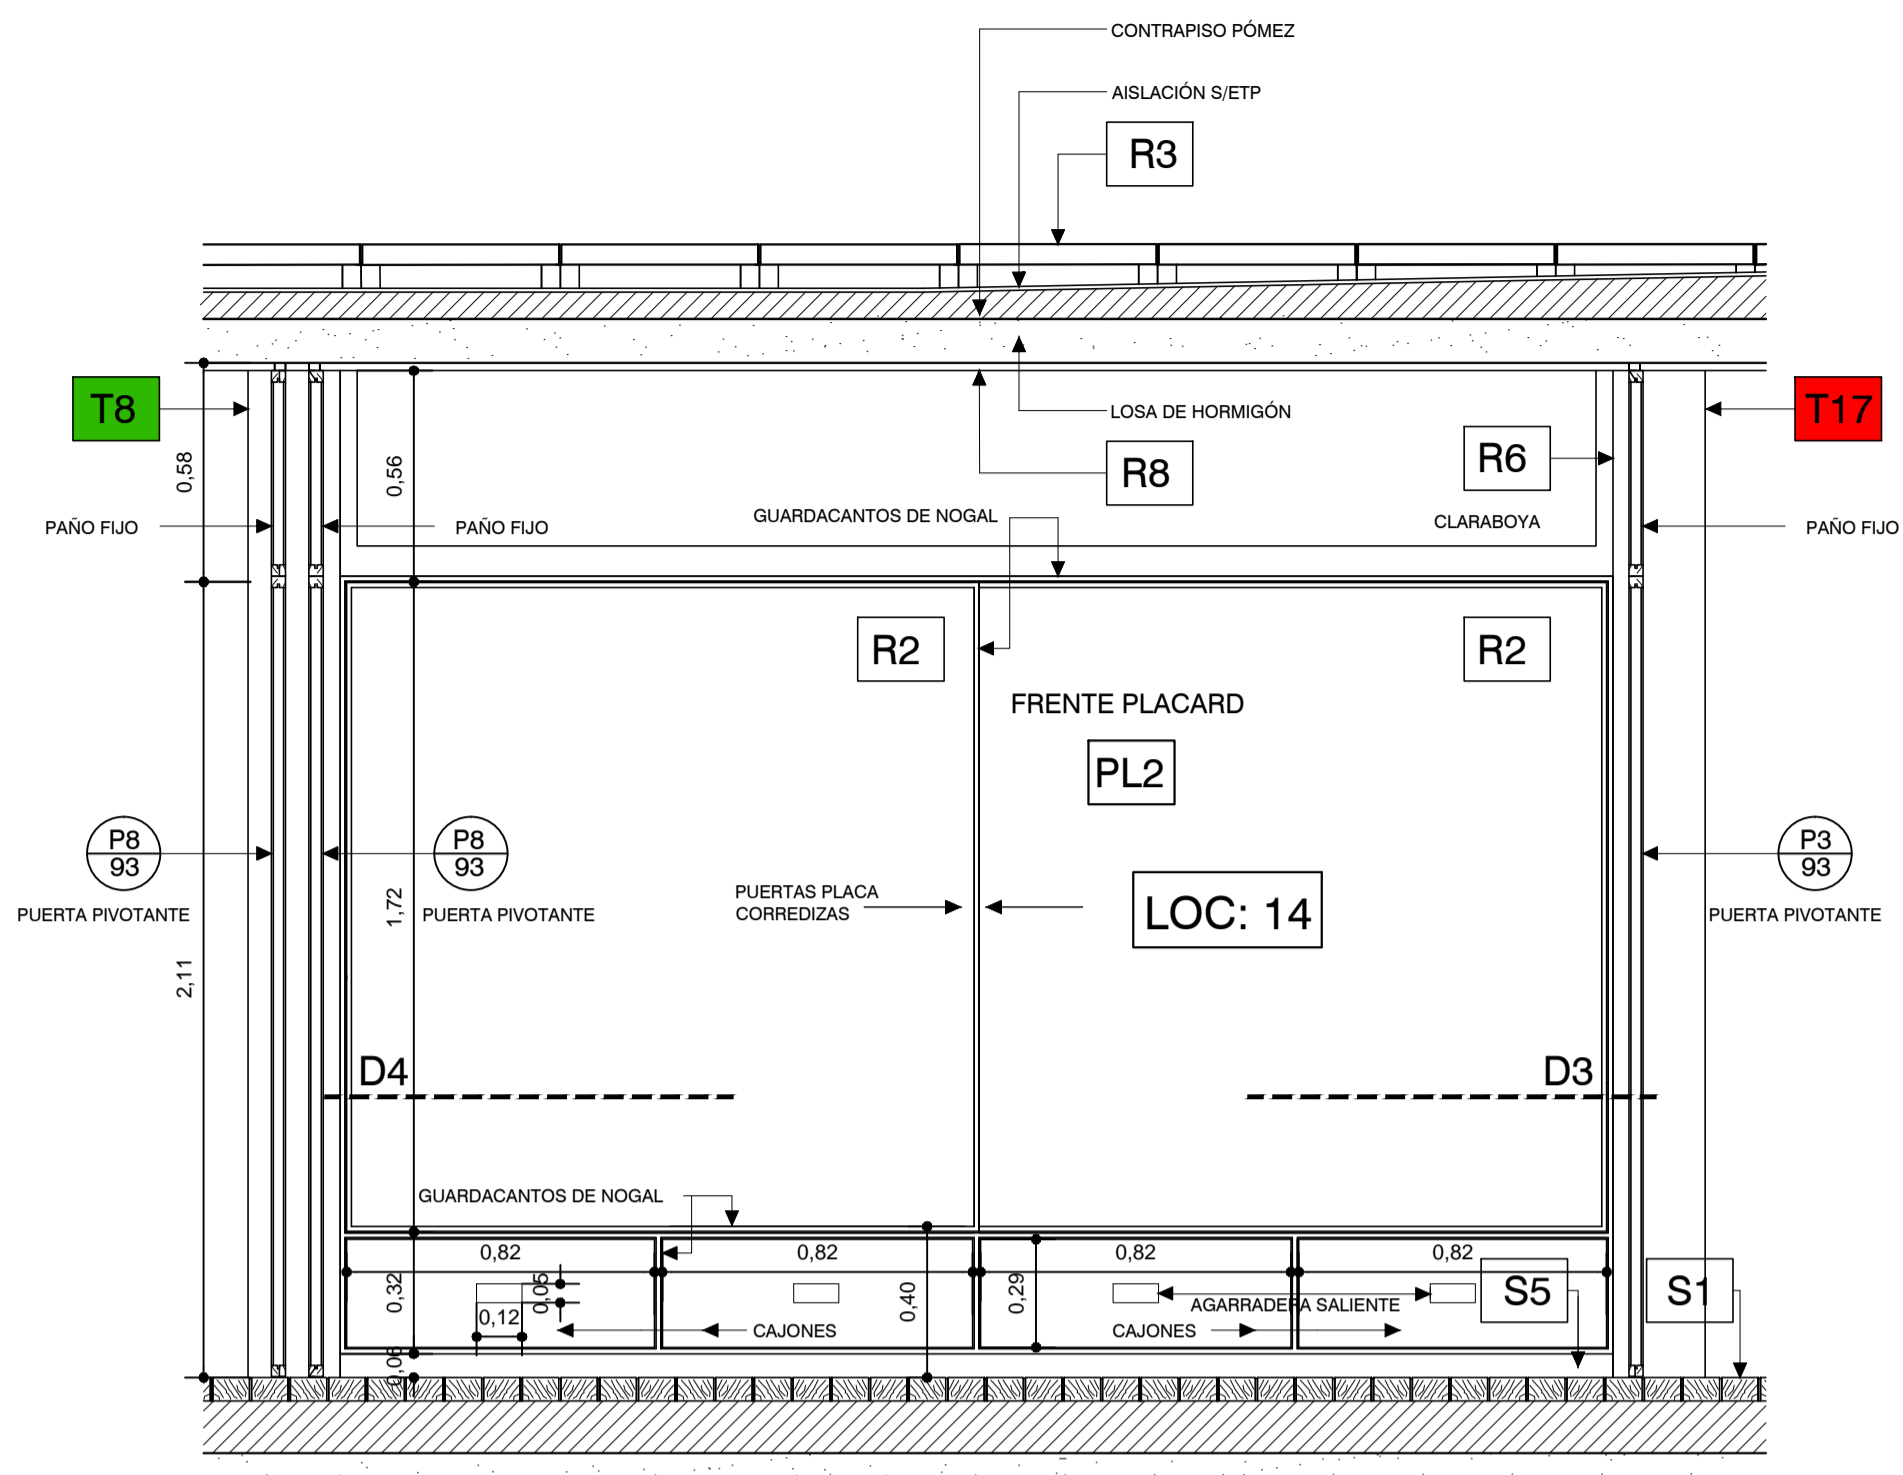 CONTRAPISO PÓMEZ
AISLACIÓN S/ETP
R3
T8
T17
LOSA DE HORMIGÓN
R6
0,58
0,56
R8
GUARDACANTOS DE NOGAL
CLARABOYA
PAÑO FIJO
PAÑO FIJO
PAÑO FIJO
R2
R2
FRENTE PLACARD
PL2
P8
93
P8
93
P3
93
PUERTAS PLACA
CORREDIZAS
LOC: 14
1,72
PUERTA PIVOTANTE
PUERTA PIVOTANTE
PUERTA PIVOTANTE
2,11
D4
D3
GUARDACANTOS DE NOGAL
0,82
0,82
0,82
0,82
0,32
0,05
0,40
0,29
S5
S1
AGARRADERA SALIENTE
0,12
CAJONES
CAJONES
0,06